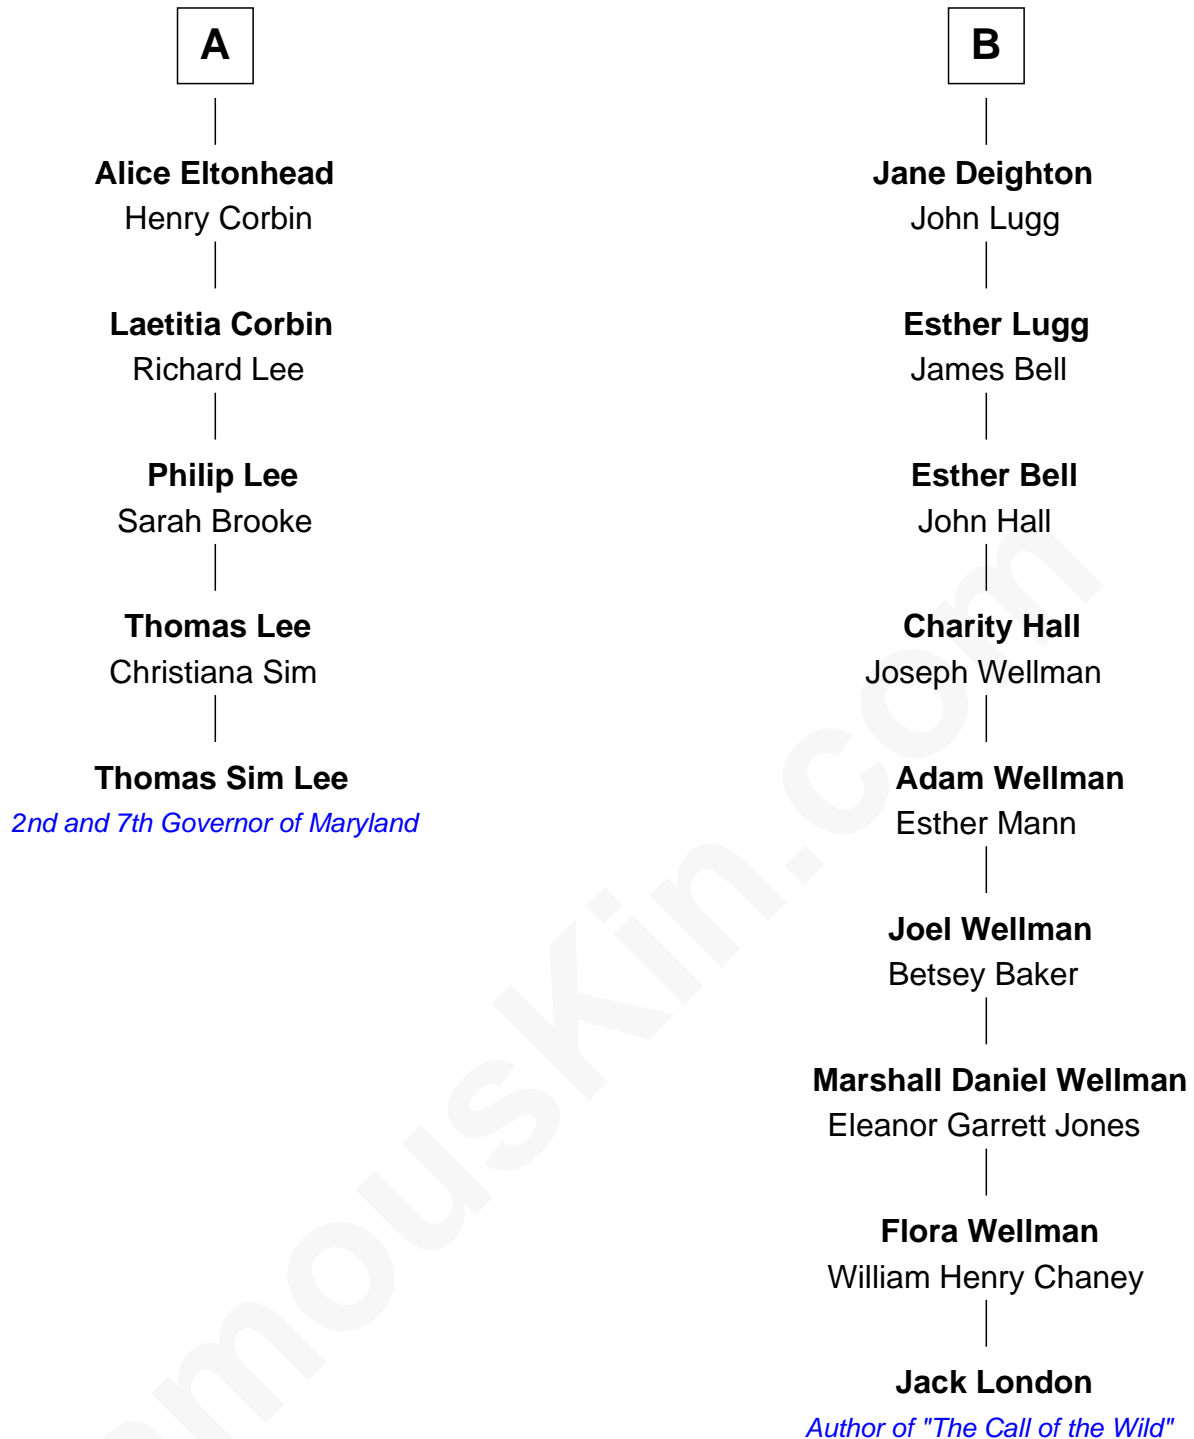 A
Alice Eltonhead
Henry Corbin
Laetitia Corbin
Richard Lee
Philip Lee
Sarah Brooke
Thomas Lee
Christiana Sim
Thomas Sim Lee
2nd and 7th Governor of Maryland
B
Jane Deighton
John Lugg
Esther Lugg
James Bell
Esther Bell
John Hall
Charity Hall
Joseph Wellman
Adam Wellman
Esther Mann
Joel Wellman
Betsey Baker
Marshall Daniel Wellman
Eleanor Garrett Jones
Flora Wellman
William Henry Chaney
Jack London
Author of "The Call of the Wild"
amousKin.com